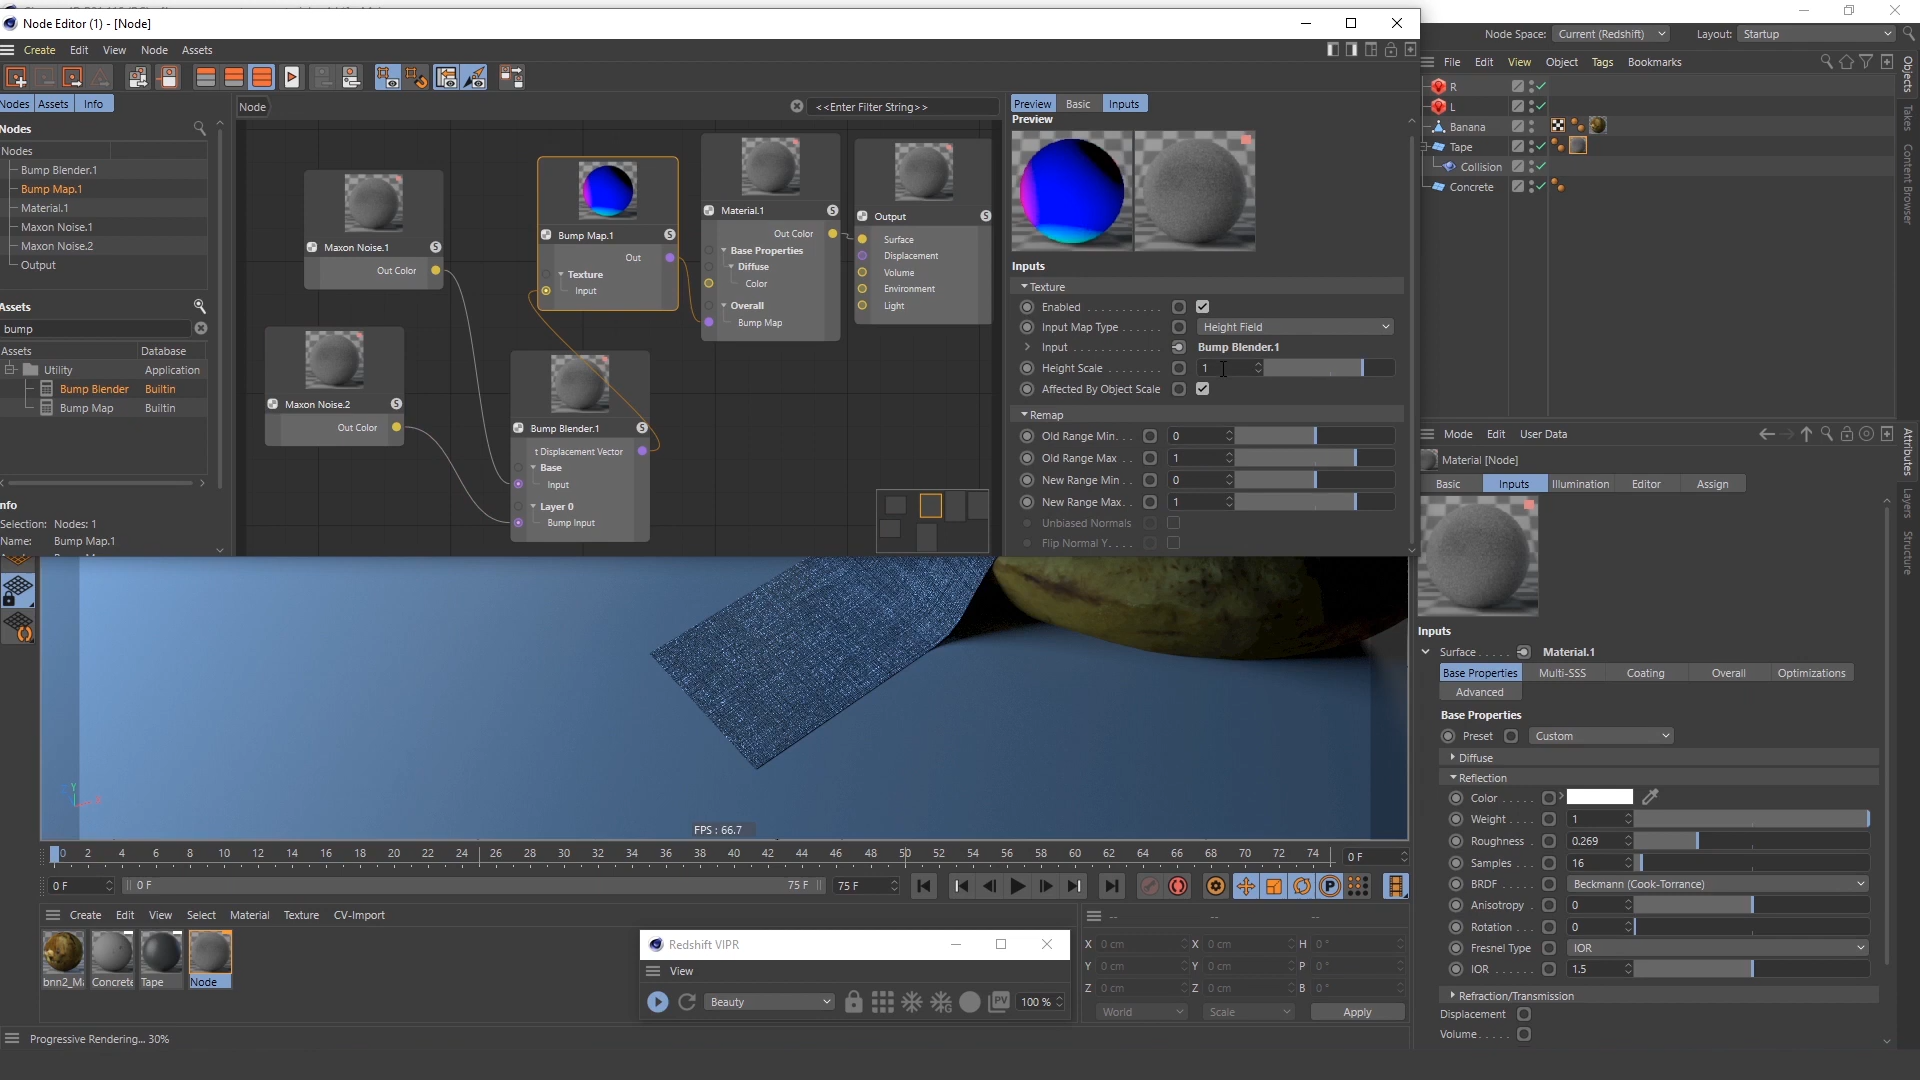 Node Editor (1) - [Node]
Create Edit View Node Assets
Nodes Assets Info
Nodes
Nodes
Bump Blender.1
Bump Map.1
Material.1
Maxon Noise.1
Maxon Noise.2
Output
Assets
bump
Assets Database
Utility Application
Bump Blender Builtin
Bump Map Builtin
nfo
Selection: Nodes: 1
Name: Bump Map.1
Node
<<Enter Filter String>>
Maxon Noise.1
Out Color
Maxon Noise.2
Out Color
Bump Map.1
Out
Texture
Input
Bump Blender.1
t Displacement Vector
Base
Input
Layer 0
Bump Input
Material.1
Out Color
Base Properties
Diffuse
Color
Overall
Bump Map
Output
Surface
Displacement
Volume
Environment
Light
Preview Basic Inputs
Preview
Inputs
Texture
Enabled
Input Map Type Height Field
Input Bump Blender.1
Height Scale 1
Affected By Object Scale
Remap
Old Range Min. 0
Old Range Max 1
New Range Min 0
New Range Max. 1
Unbiased Normals
Flip Normal Y
Node Space: Current (Redshift) Layout: Startup
File Edit View Object Tags Bookmarks
R
L
Banana
Tape
Collision
Concrete
Objects
Takes
Content Browser
Mode Edit User Data
Material [Node]
Basic Inputs Illumination Editor Assign
Attributes
Layers
Structure
Inputs
Surface Material.1
Base Properties Multi-SSS Coating Overall Optimizations
Advanced
Base Properties
Preset Custom
Diffuse
Reflection
Color
Weight 1
Roughness 0.269
Samples 16
BRDF Beckmann (Cook-Torrance)
Anisotropy 0
Rotation 0
Fresnel Type IOR
IOR 1.5
Refraction/Transmission
Displacement
Volume
Y
FPS : 66.7
0 2 4 6 8 10 12 14 16 18 20 22 24 26 28 30 32 34 36 38 40 42 44 46 48 50 52 54 56 58 60 62 64 66 68 70 72 74 0 F
0 F 0 F 75 F 75 F
Create Edit View Select Material Texture CV-Import
bnn2_M Concrete Tape Node
Redshift VIPR
View
Beauty 100 %
-- -- --
X 0 cm X 0 cm H 0 °
Y 0 cm Y 0 cm P 0 °
Z 0 cm Z 0 cm B 0 °
World Scale Apply
Progressive Rendering... 30%